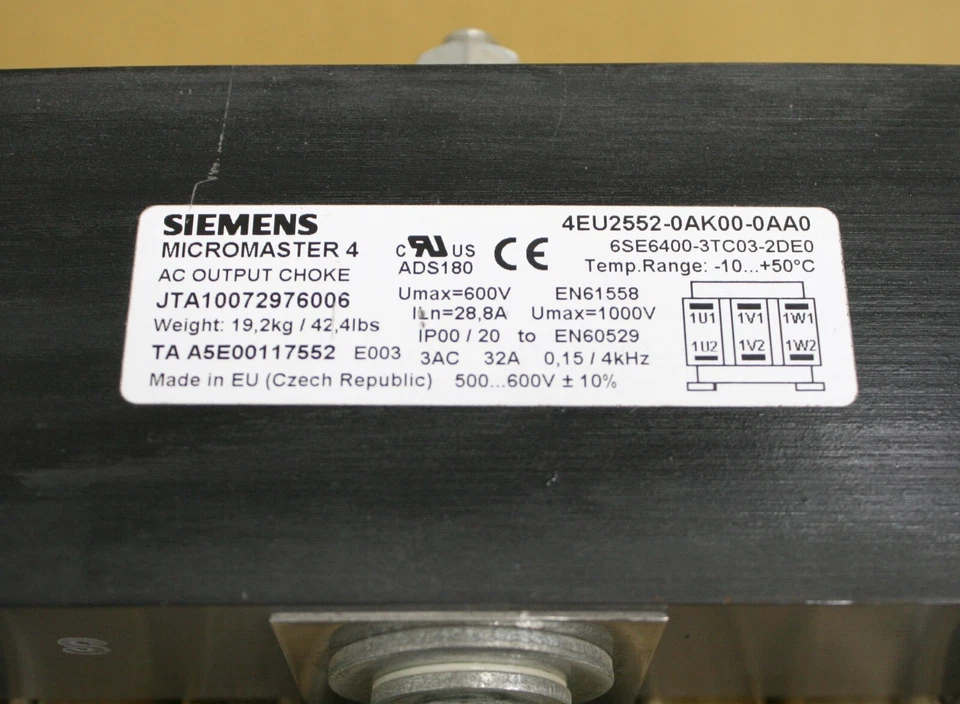 SIEMENS
MICROMASTER 4
AC OUTPUT CHOKE
JTA10072976006
Weight: 19,2kg / 42,4lbs
TA A5E00117552 E003
Made in EU (Czech Republic)
c RU US
ADS180
CE
4EU2552-0AK00-0AA0
6SE6400-3TC03-2DE0
Temp.Range: -10...+50°C
Umax=600V EN61558
ILn=28,8A Umax=1000V
IP00 / 20 to EN60529
3AC 32A 0,15 / 4kHz
500...600V ± 10%
1U1 1V1 1W1
1U2 1V2 1W2